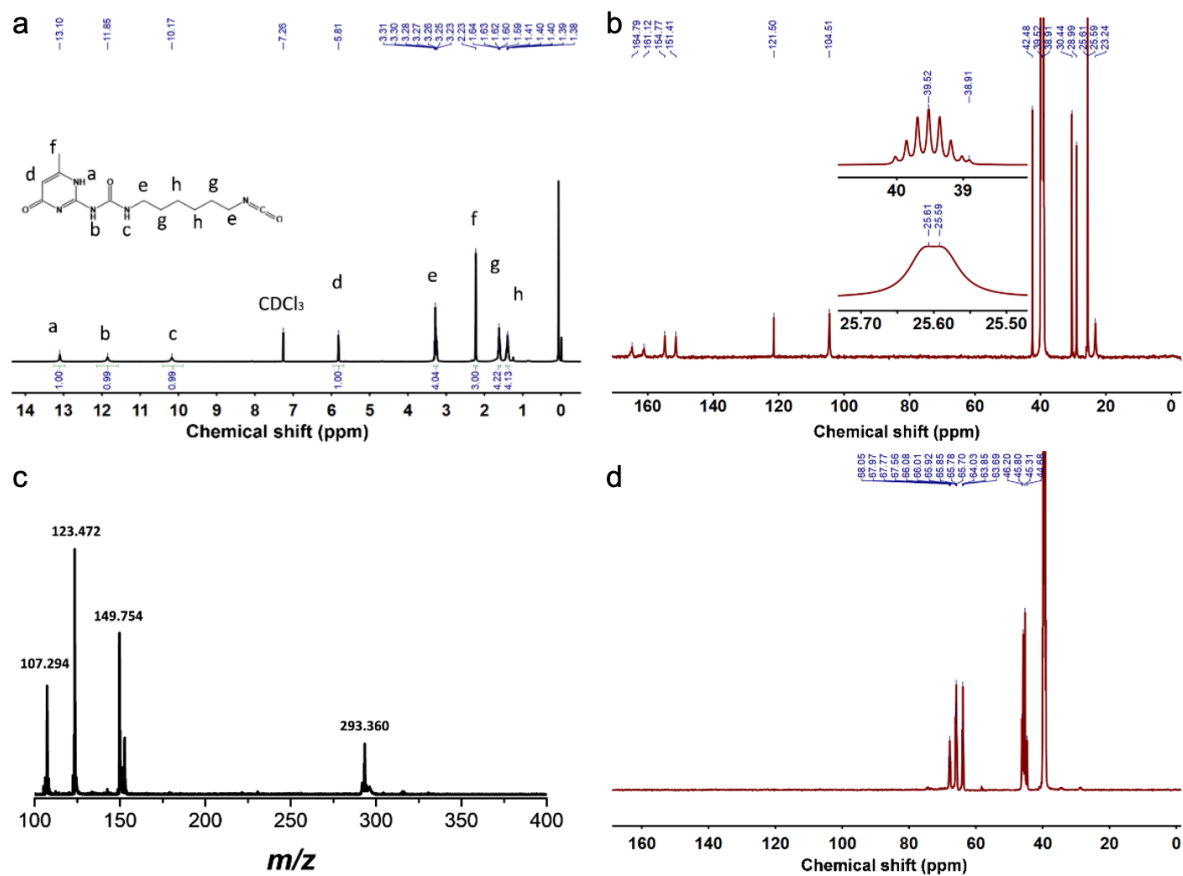 a
13.10
11.85
10.17
7.26
5.81
3.31
3.30
3.28
3.27
3.26
3.25
3.23
2.23
1.64
1.63
1.62
1.60
1.59
1.41
1.40
1.40
1.39
1.38
f
d
a
NH
O
O
N
N
H
N
H
b
c
e
g
h
h
g
e
N
C
O
a
b
c
CDCl₃
d
e
f
g
h
1.00
0.99
0.99
1.00
4.04
3.00
4.22
4.13
14 13 12 11 10 9 8 7 6 5 4 3 2 1 0
Chemical shift (ppm)
b
164.79
161.12
154.77
151.41
121.50
104.51
42.48
39.52
38.91
30.44
28.99
25.61
25.59
23.24
39.52
38.91
40 39
25.61
25.59
25.70 25.60 25.50
160 140 120 100 80 60 40 20 0
Chemical shift (ppm)
c
107.294
123.472
149.754
293.360
100 150 200 250 300 350 400
m/z
d
68.05
67.97
67.77
67.56
66.08
66.01
65.92
65.85
65.78
65.70
64.03
63.85
63.69
46.20
45.80
45.31
44.68
160 140 120 100 80 60 40 20 0
Chemical shift (ppm)